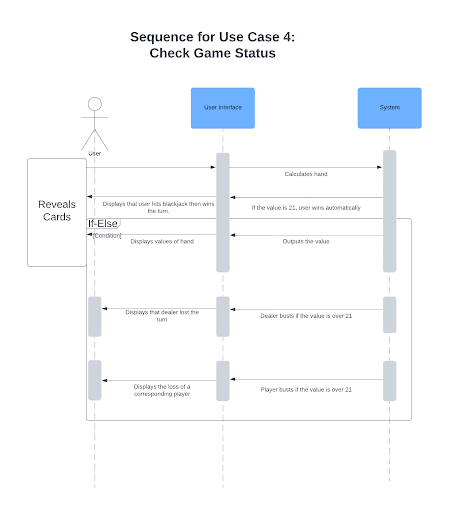 Sequence for Use Case 4:
Check Game Status
User Interface
System
User
Calculates hand
Reveals
Cards
Displays that user hits blackjack then wins
the turn.
If the value is 21, user wins automatically
If-Else
[Condition]
Displays values of hand
Outputs the value
Displays that dealer lost the
turn
Dealer busts if the value is over 21
Displays the loss of a
corresponding player
Player busts if the value is over 21